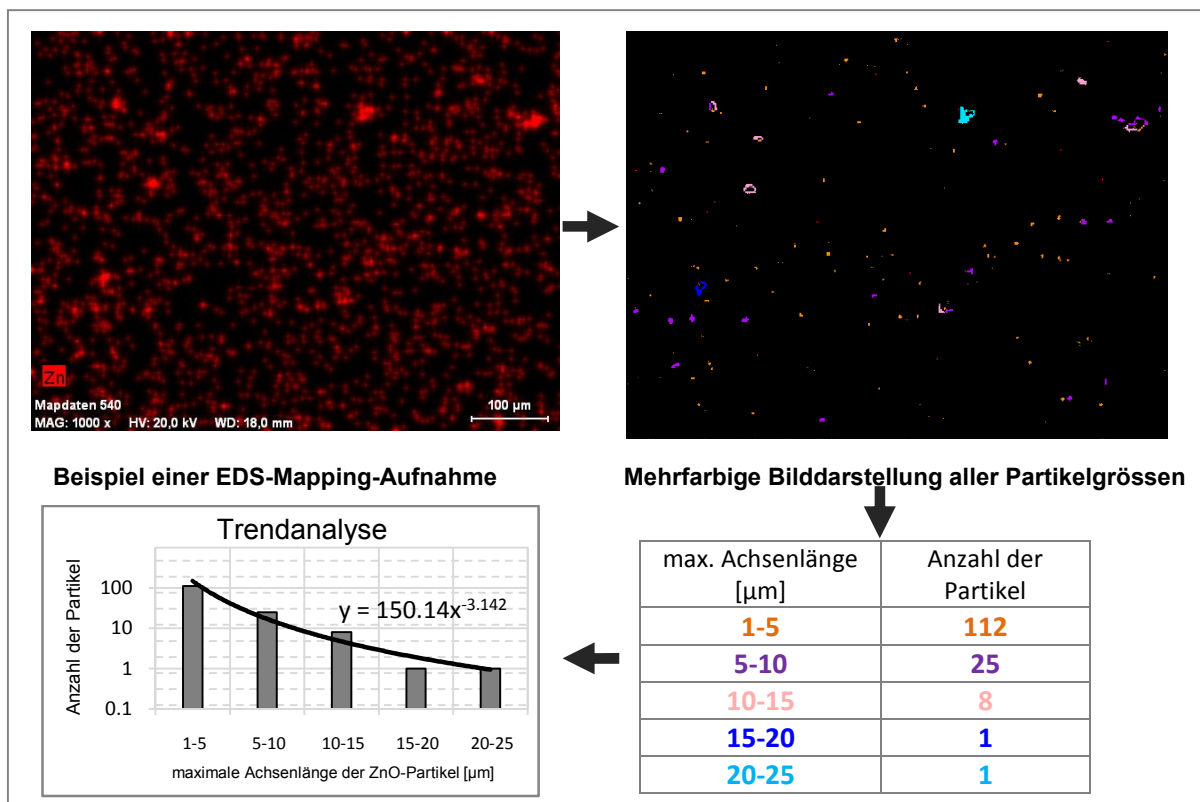 Zn
Mapdaten 540
MAG: 1000 x HV: 20,0 kV WD: 18,0 mm
100 µm
Beispiel einer EDS-Mapping-Aufnahme
Mehrfarbige Bilddarstellung aller Partikelgrössen
Trendanalyse
Anzahl der Partikel
100
10
1
0.1
y = 150.14x^-3.142
1-5 5-10 10-15 15-20 20-25
maximale Achsenlänge der ZnO-Partikel [µm]
max. Achsenlänge [µm] Anzahl der Partikel
1-5 112
5-10 25
10-15 8
15-20 1
20-25 1